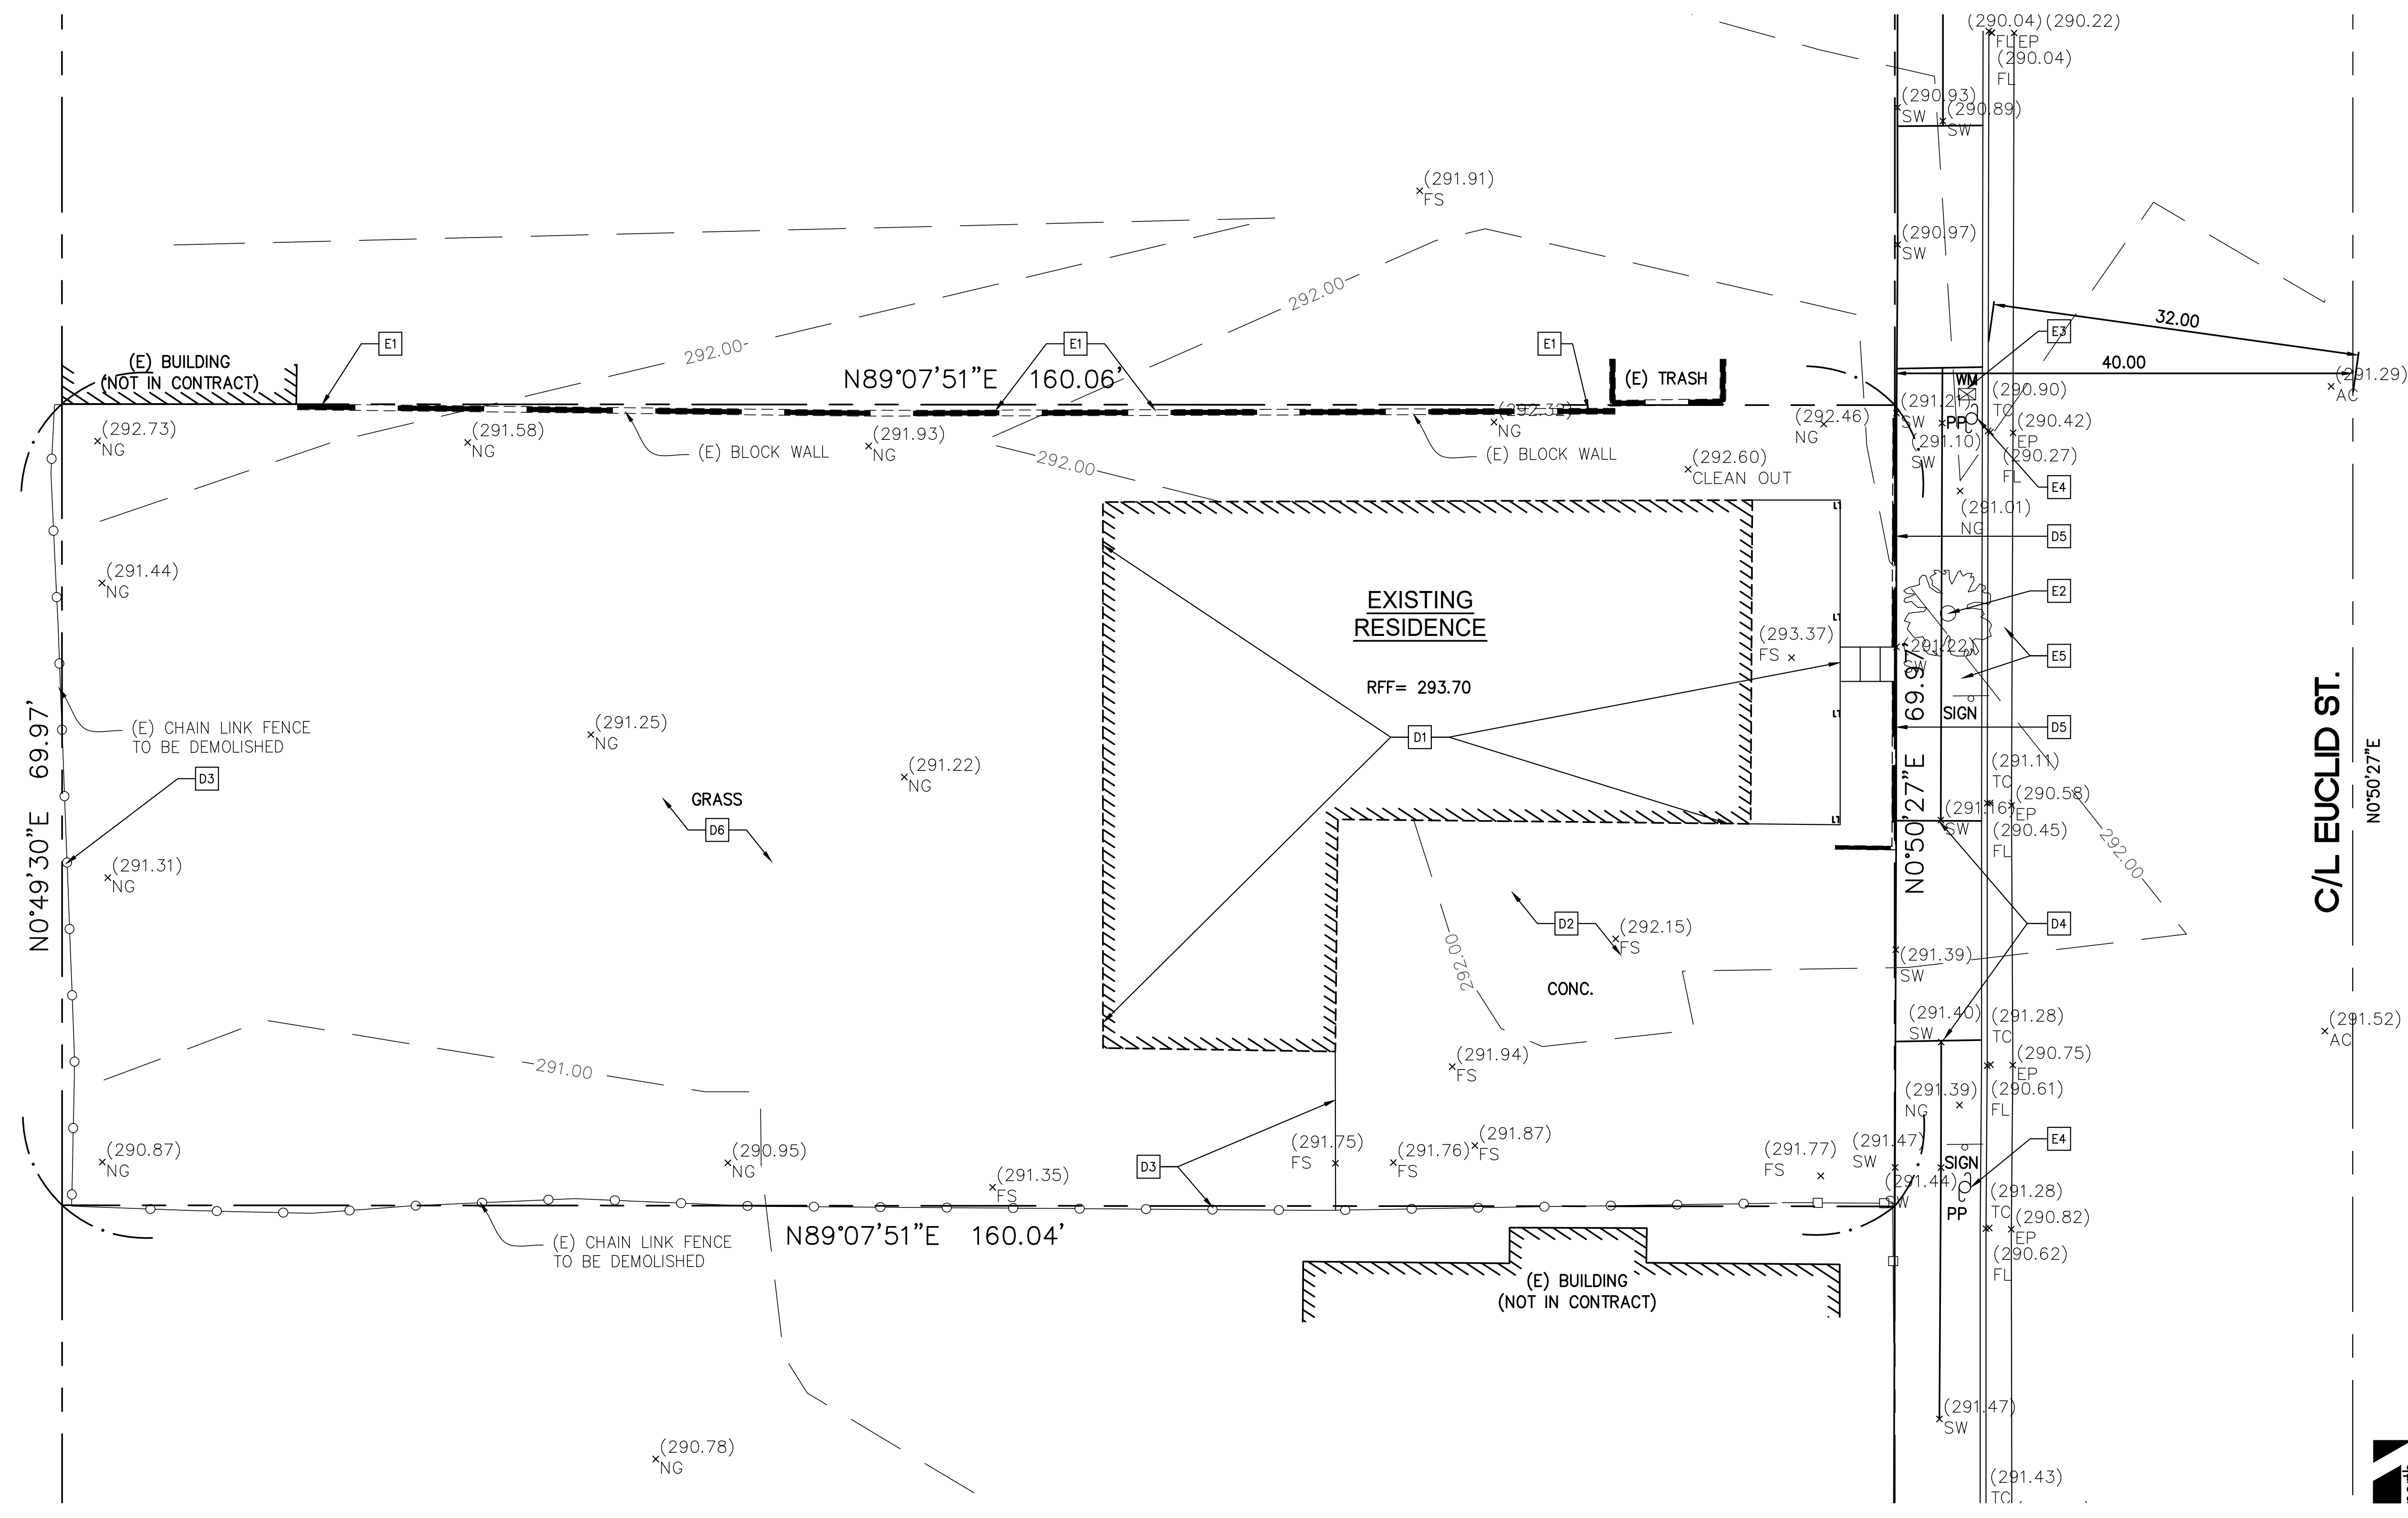 (290.04) (290.22)
FL EP
(290.04)
FL
(290.93)
SW
(290.89)
SW
(291.91)
FS
(290.97)
SW
292.00
32.00
E3
292.00
E1
E1
E1
(E) BUILDING
(NOT IN CONTRACT)
N89°07'51"E 160.06'
(E) TRASH
40.00
WM
(290.90)
TC
(291.29)
AC
(291.21)
SW
PP
(292.73)
NG
(291.58)
NG
(291.93)
NG
(292.32)
NG
(292.46)
NG
(290.42)
EP
(291.10)
SW
(290.27)
FL
(E) BLOCK WALL
(E) BLOCK WALL
292.00
(292.60)
CLEAN OUT
E4
(291.01)
NG
D5
(291.44)
NG
E2
EXISTING
RESIDENCE
(293.37)
FS
(291.22)
SW
E5
RFF= 293.70
SIGN
D5
(E) CHAIN LINK FENCE
TO BE DEMOLISHED
(291.25)
NG
D1
N0°49'30"E 69.97'
N0°50'27"E 69.97'
C/L EUCLID ST.
N0°50'27"E
D3
(291.22)
NG
(291.11)
TC
GRASS
D6
(290.58)
EP
(291.16)
SW
(290.45)
FL
292.00
(291.31)
NG
D2
(292.15)
FS
D4
292.00
(291.39)
SW
CONC.
(291.40)
SW
(291.28)
TC
(291.52)
AC
291.00
(291.94)
FS
(290.75)
EP
(291.39)
NG
(290.61)
FL
(290.87)
NG
(290.95)
NG
(291.35)
FS
D3
(291.75)
FS
(291.76)
FS
(291.87)
FS
(291.77)
FS
(291.47)
SW
E4
SIGN
(291.44)
SW
(291.28)
TC
PP
(290.82)
EP
(290.62)
FL
(E) CHAIN LINK FENCE
TO BE DEMOLISHED
N89°07'51"E 160.04'
(E) BUILDING
(NOT IN CONTRACT)
(291.47)
SW
(290.78)
NG
(291.43)
TC